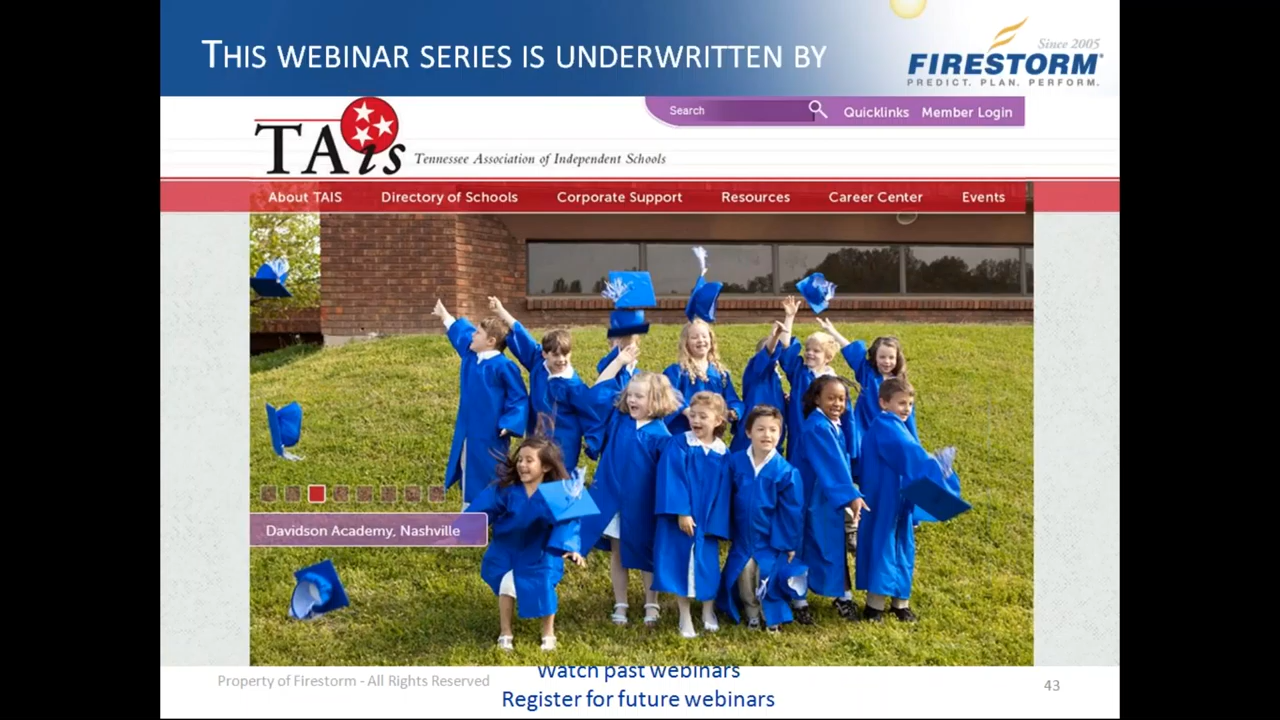 THIS WEBINAR SERIES IS UNDERWRITTEN BY
Since 2005
FIRESTORM®
PREDICT. PLAN. PERFORM.
Search
Quicklinks Member Login
TAis Tennessee Association of Independent Schools
About TAIS Directory of Schools Corporate Support Resources Career Center Events
Davidson Academy, Nashville
Watch past webinars
Property of Firestorm - All Rights Reserved
43
Register for future webinars